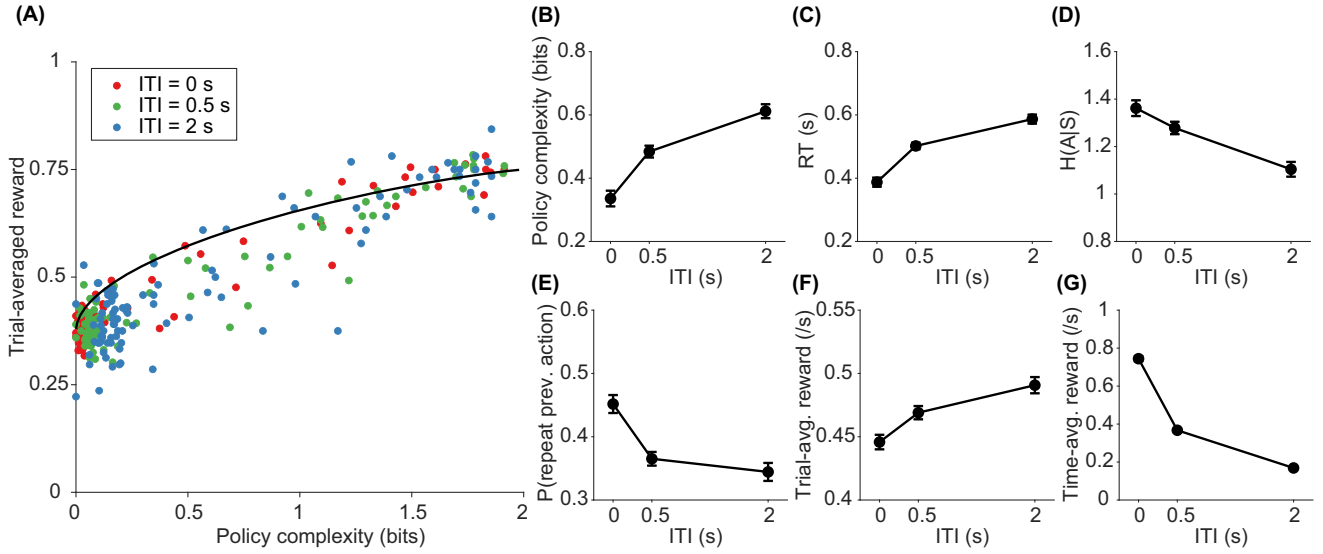 (A)
Trial-averaged reward
1
0.75
0.5
0.25
0
ITI = 0 s
ITI = 0.5 s
ITI = 2 s
0
0.5
1
1.5
2
Policy complexity (bits)
(B)
Policy complexity (bits)
0.8
0.6
0.4
0.2
0
0.5
2
ITI (s)
(C)
RT (s)
0.8
0.6
0.4
0.2
0
0.5
2
ITI (s)
(D)
H(A|S)
1.6
1.4
1.2
1
0.8
0
0.5
2
ITI (s)
(E)
P(repeat prev. action)
0.6
0.5
0.4
0.3
0
0.5
2
ITI (s)
(F)
Trial-avg. reward (/s)
0.55
0.5
0.45
0.4
0
0.5
2
ITI (s)
(G)
Time-avg. reward (/s)
1
0.8
0.6
0.4
0.2
0
0
0.5
2
ITI (s)